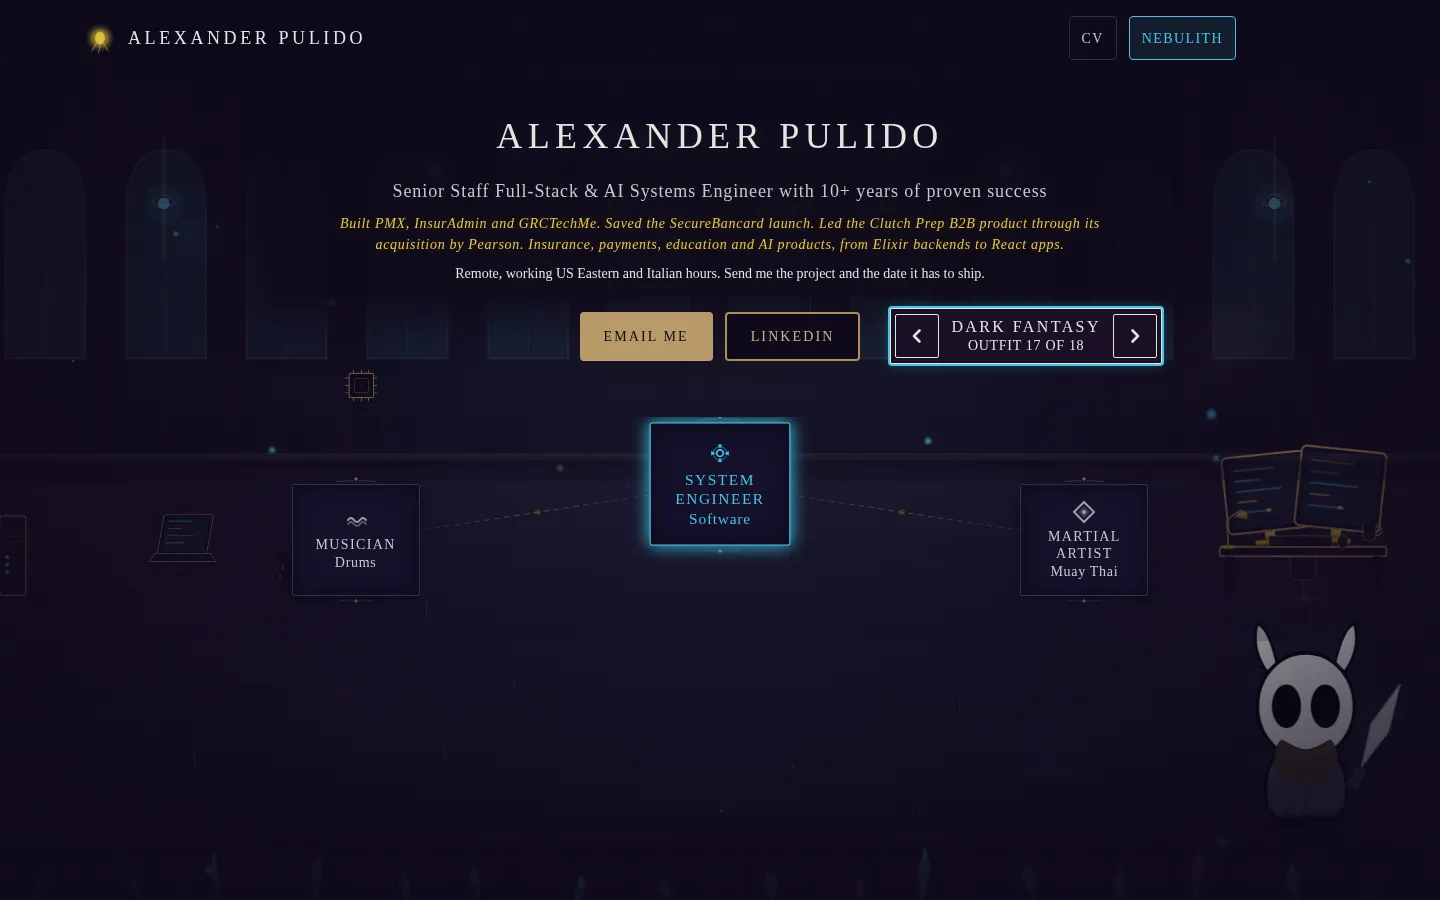 ALEXANDER PULIDO
CV
NEBULITH
ALEXANDER PULIDO
Senior Staff Full-Stack & AI Systems Engineer with 10+ years of proven success
Built PMX, InsurAdmin and GRCTechMe. Saved the SecureBancard launch. Led the Clutch Prep B2B product through its
acquisition by Pearson. Insurance, payments, education and AI products, from Elixir backends to React apps.
Remote, working US Eastern and Italian hours. Send me the project and the date it has to ship.
EMAIL ME
LINKEDIN
DARK FANTASY
OUTFIT 17 OF 18
SYSTEM
ENGINEER
Software
MUSICIAN
Drums
MARTIAL
ARTIST
Muay Thai